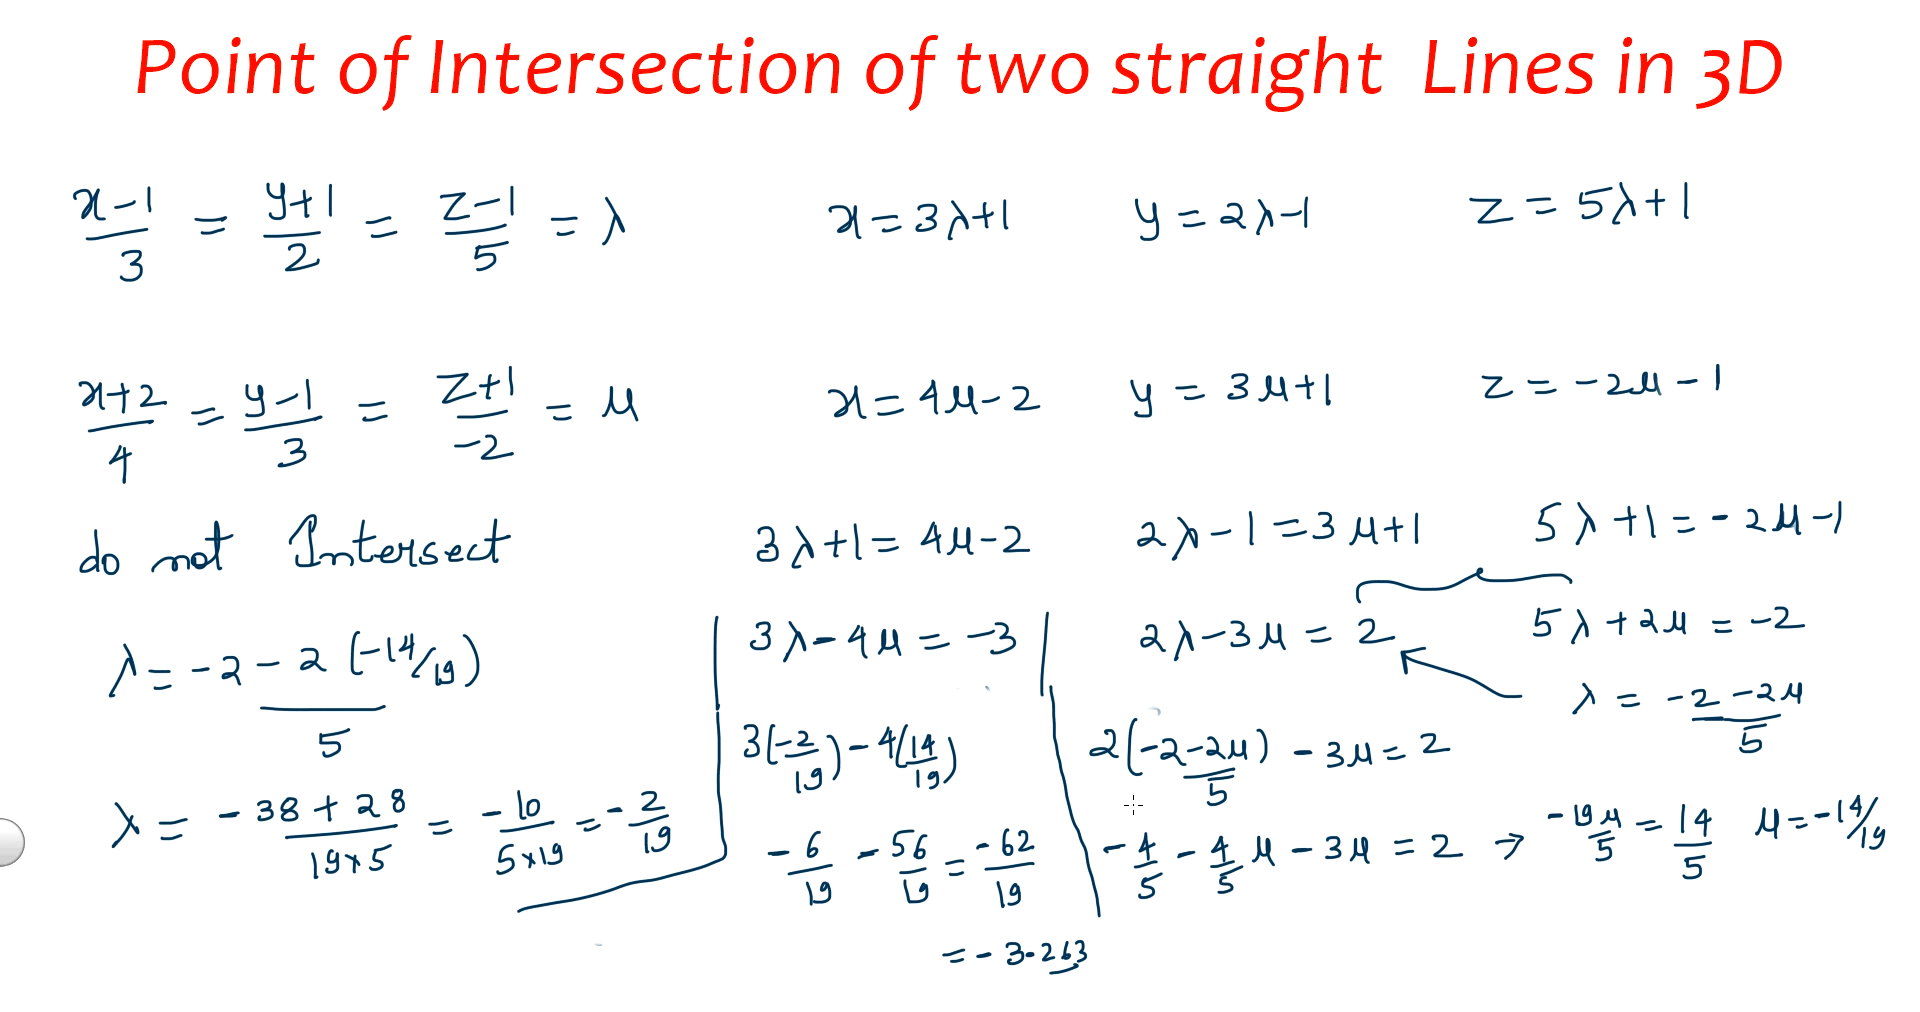 Point of Intersection of two straight Lines in 3D
(x-1)/3 = (y+1)/2 = (z-1)/5 = λ    x = 3λ+1    y = 2λ-1    z = 5λ+1
(x+2)/4 = (y-1)/3 = (z+1)/-2 = μ    x = 4μ-2    y = 3μ+1    z = -2μ-1
do not Intersect    3λ+1 = 4μ-2    2λ-1 = 3μ+1    5λ+1 = -2μ-1
3λ-4μ = -3    2λ-3μ = 2    5λ+2μ = -2
λ = (-2-2(-14/19))/5    λ = (-2-2μ)/5
3(-2/19) - 4(14/19)    2((-2-2μ)/5) - 3μ = 2
λ = (-38+28)/(19×5) = -10/(5×19) = -2/19    -6/19 - 56/19 = -62/19    -4/5 - 4/5 μ - 3μ = 2 → -19μ/5 = 14/5    μ = -14/19
= -3.263